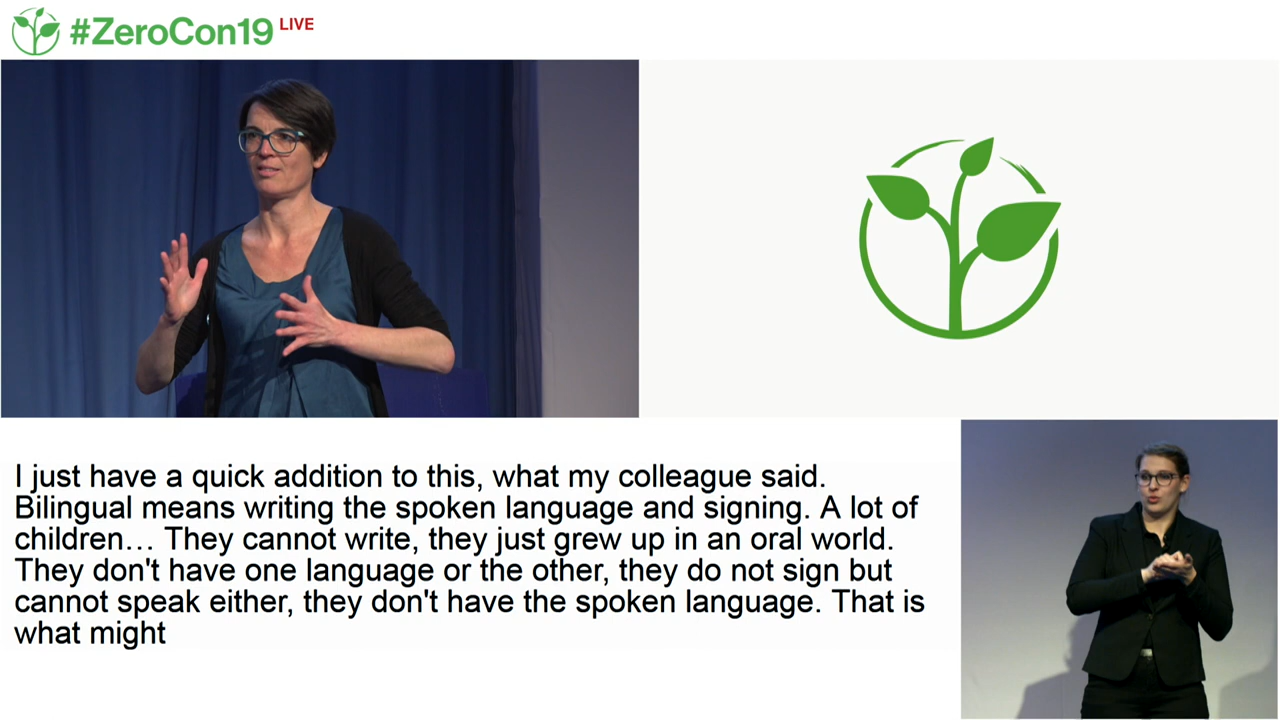 #ZeroCon19 LIVE
I just have a quick addition to this, what my colleague said.
Bilingual means writing the spoken language and signing. A lot of
children… They cannot write, they just grew up in an oral world.
They don't have one language or the other, they do not sign but
cannot speak either, they don't have the spoken language. That is
what might